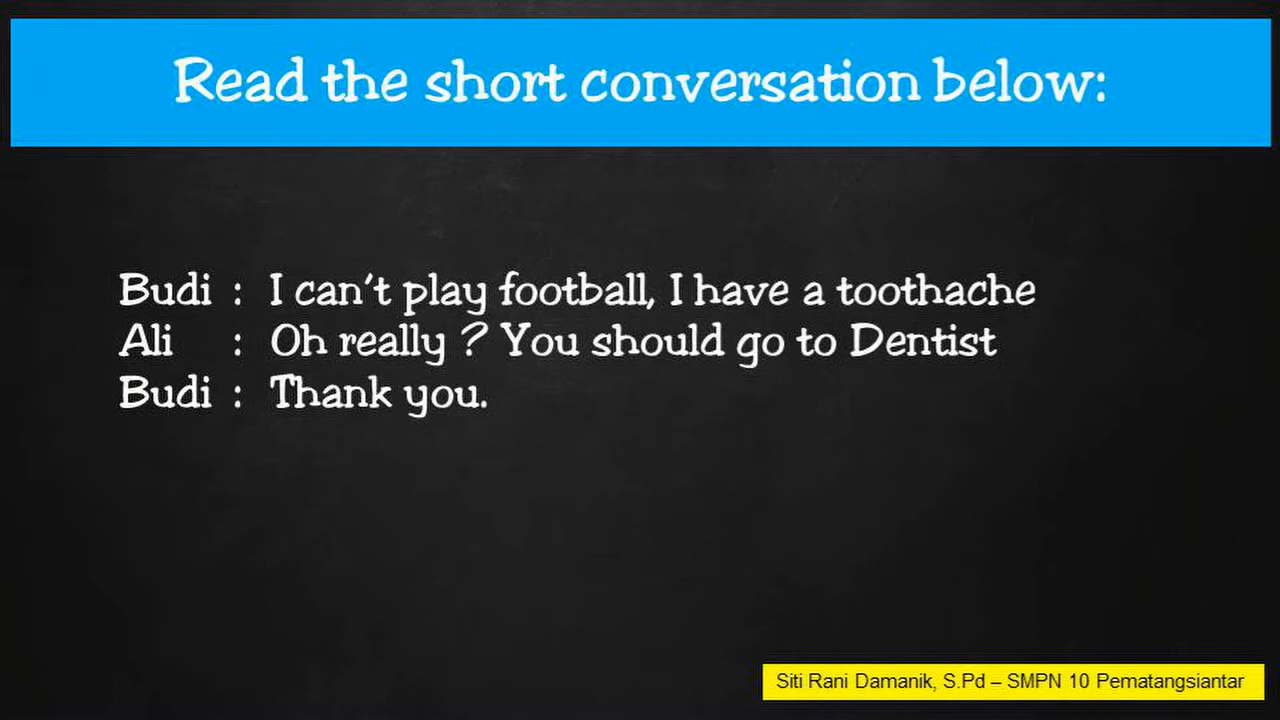 Read the short conversation below:
Budi : I can't play football, I have a toothache
Ali : Oh really ? You should go to Dentist
Budi : Thank you.
Siti Rani Damanik, S.Pd – SMPN 10 Pematangsiantar